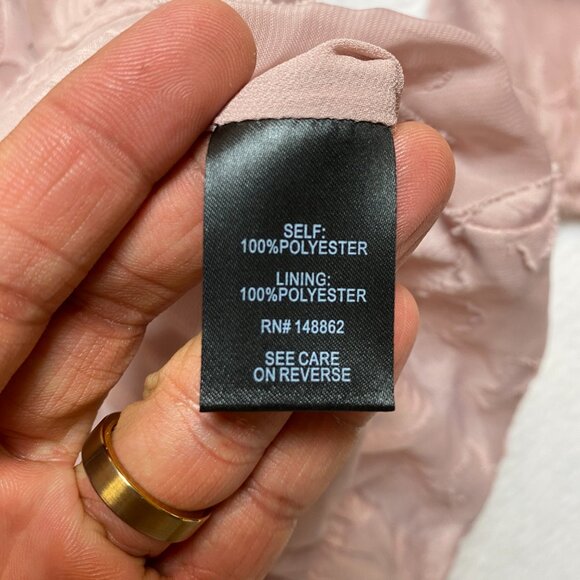 SELF:
100%POLYESTER
LINING:
100%POLYESTER
RN# 148862
SEE CARE
ON REVERSE